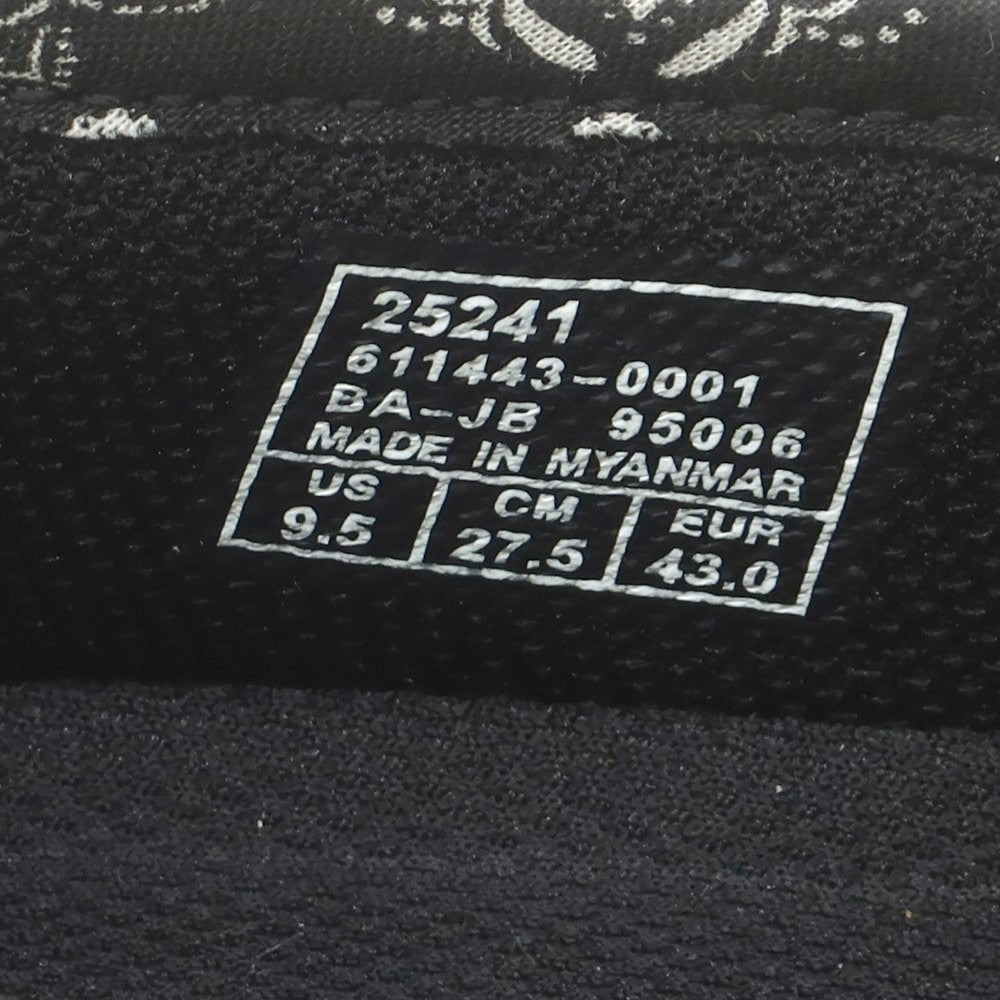 25241
611443-0001
BA-JB 95006
MADE IN MYANMAR
US CM EUR
9.5 27.5 43.0